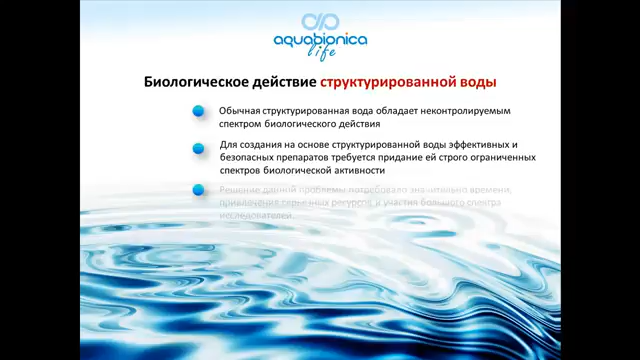 aquabionica
life
Биологическое действие структурированной воды
Обычная структурированная вода обладает неконтролируемым
спектром биологического действия
Для создания на основе структурированной воды эффективных и
безопасных препаратов требуется придание ей строго ограниченных
спектров биологической активности
Решение данной проблемы потребовало значительно времени,
привлечения серьезных ресурсов и участия большого спектра
исследователей.